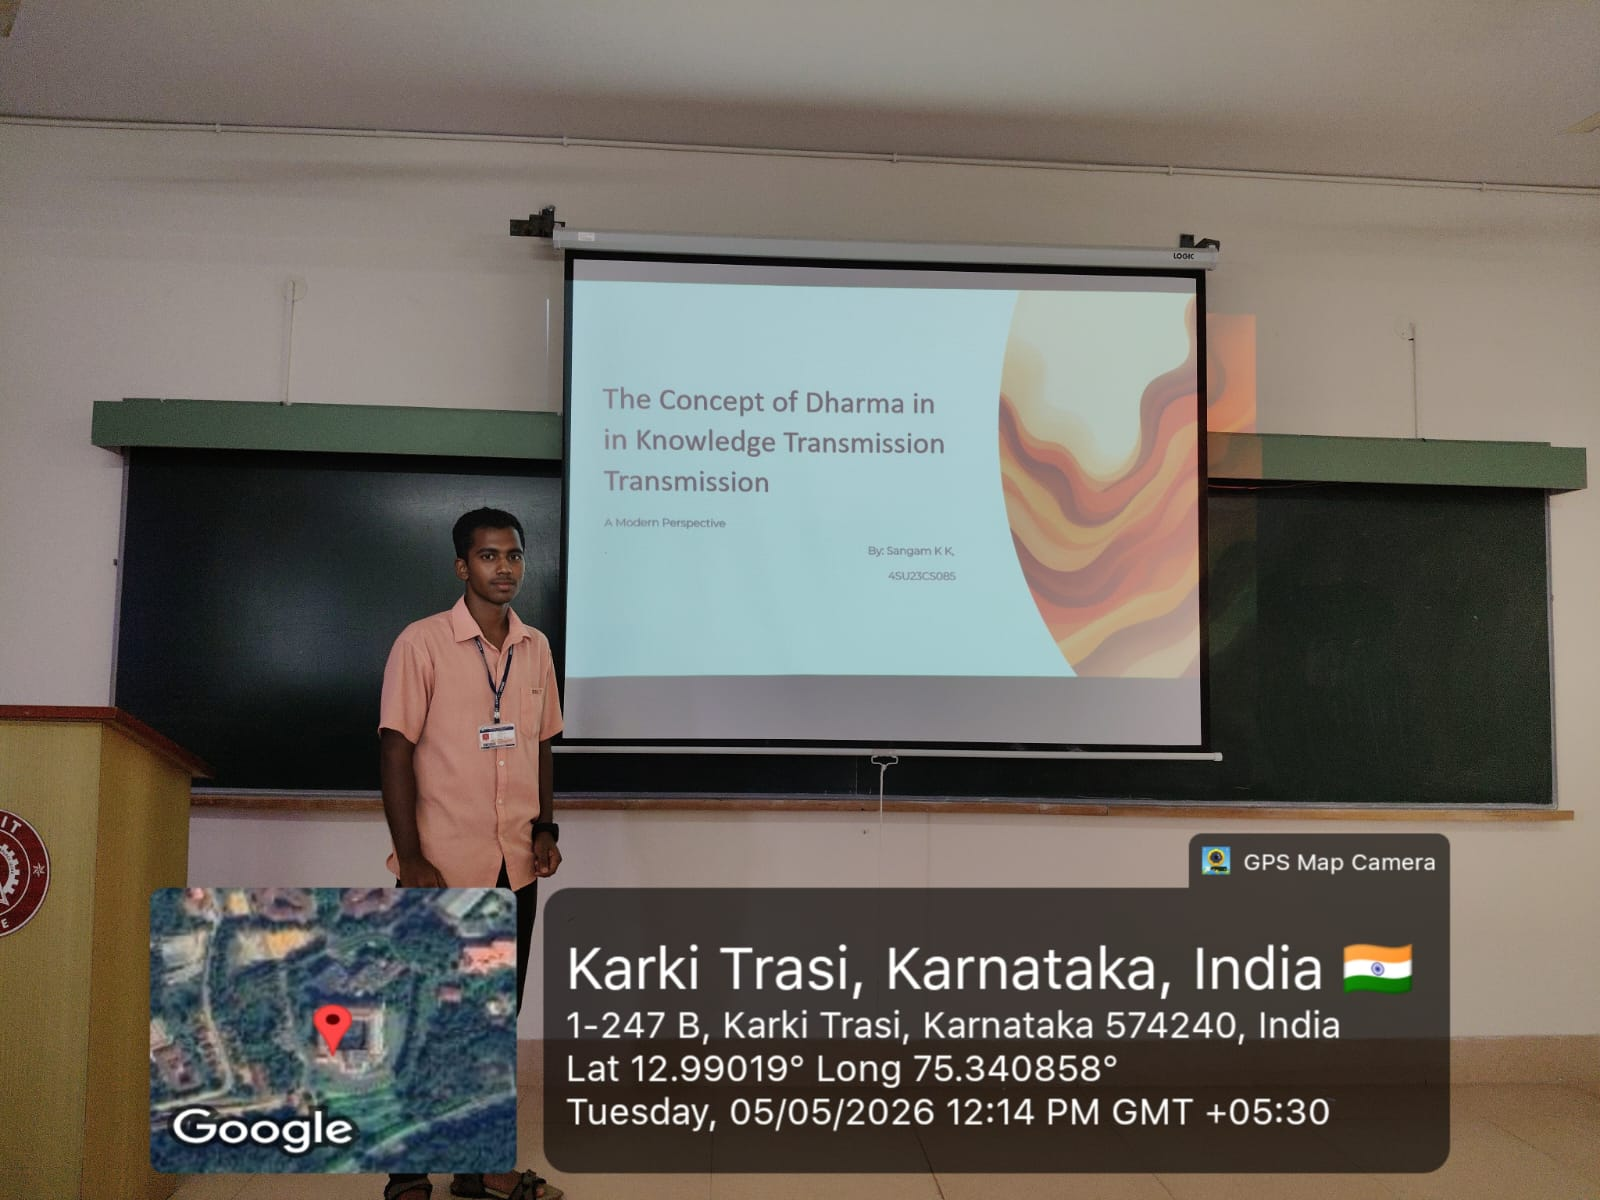 LOGIC
The Concept of Dharma in
in Knowledge Transmission
Transmission
A Modern Perspective
By: Sangam K K,
4SU23CS085
GPS Map Camera
Karki Trasi, Karnataka, India
1-247 B, Karki Trasi, Karnataka 574240, India
Lat 12.99019° Long 75.340858°
Tuesday, 05/05/2026 12:14 PM GMT +05:30
Google